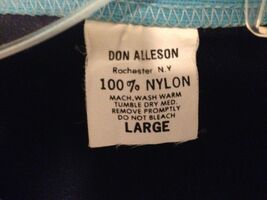 DON ALLESON
Rochester N.Y
100% NYLON
MACH. WASH WARM
TUMBLE DRY MED.
REMOVE PROMPTLY
DO NOT BLEACH
LARGE